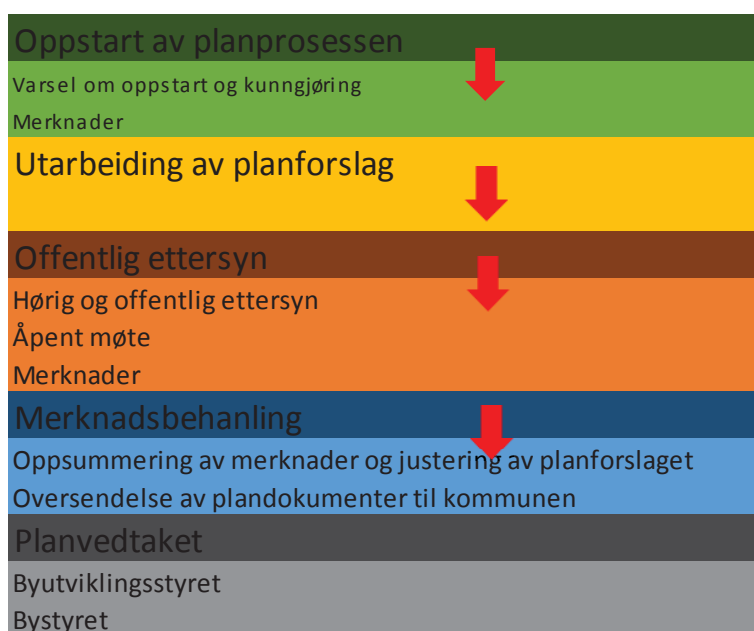 Oppstart av planprosessen
Varsel om oppstart og kunngjøring
Merknader
Utarbeiding av planforslag
Offentlig ettersyn
Hørig og offentlig ettersyn
Åpent møte
Merknader
Merknadsbehanling
Oppsummering av merknader og justering av planforslaget
Oversendelse av plandokumenter til kommunen
Planvedtaket
Byutviklingsstyret
Bystyret